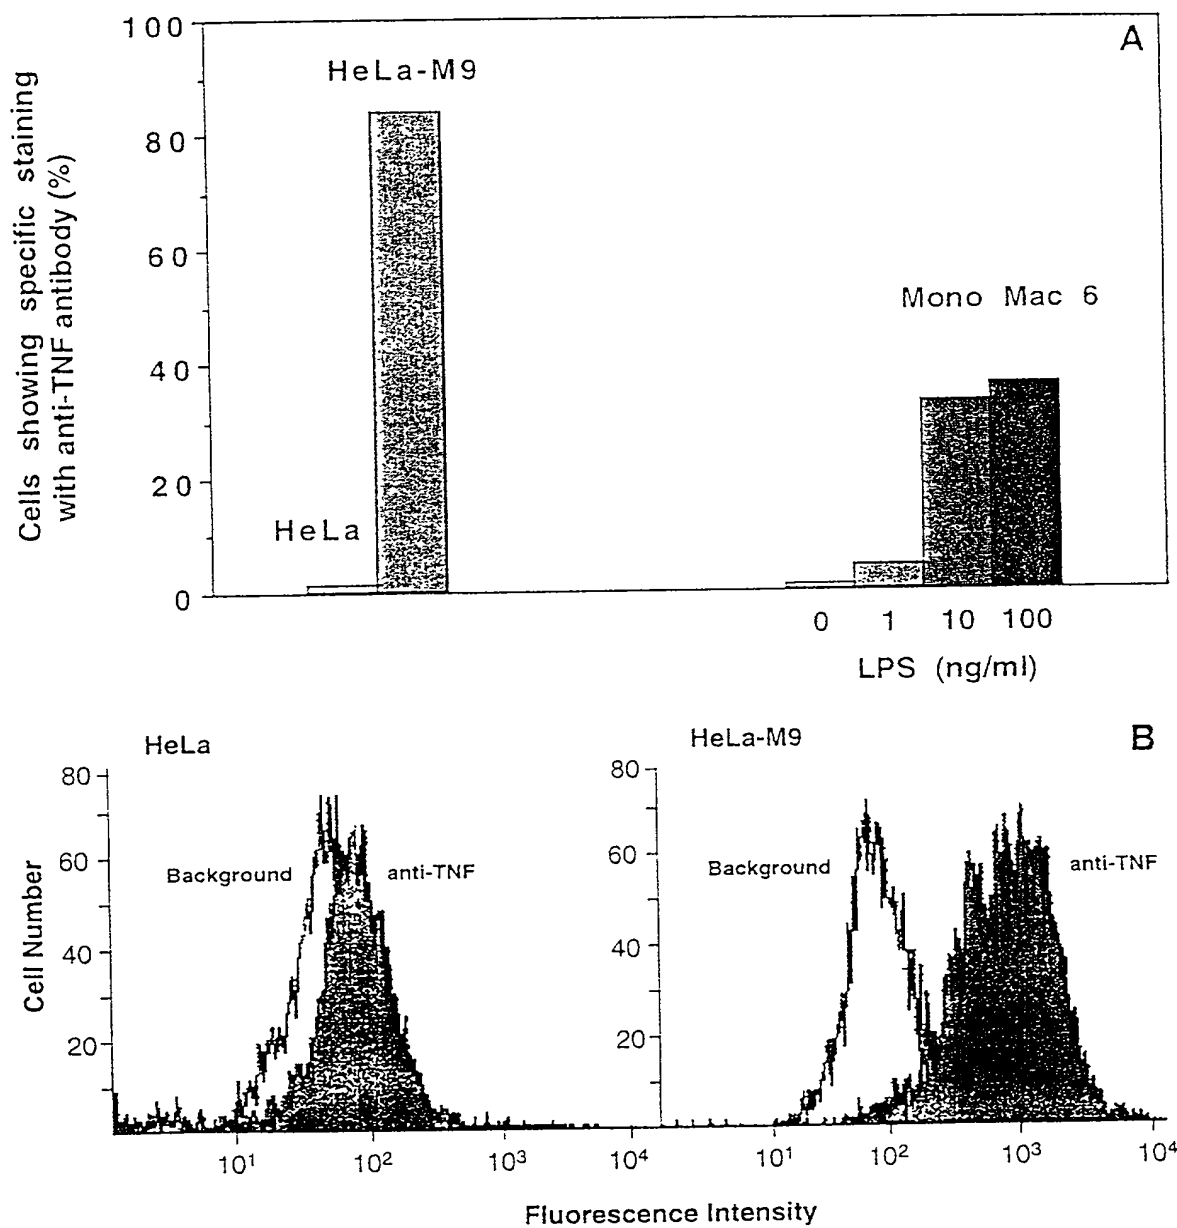 A
100
80
60
40
20
0
Cells showing specific staining
with anti-TNF antibody (%)
HeLa-M9
HeLa
Mono Mac 6
0 1 10 100
LPS (ng/ml)
B
HeLa
80
60
40
20
Cell Number
Background
anti-TNF
10¹ 10² 10³ 10⁴
HeLa-M9
80
60
40
20
Background
anti-TNF
10¹ 10² 10³ 10⁴
Fluorescence Intensity